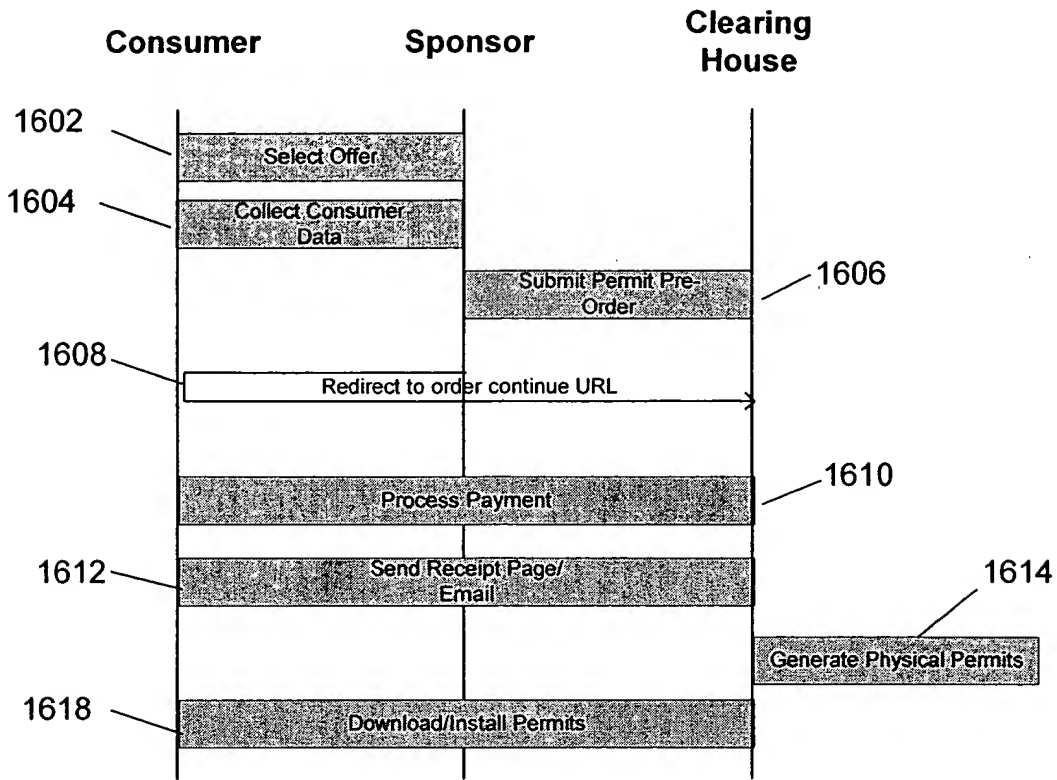 Consumer
Sponsor
Clearing
House
1602
Select Offer
1604
Collect Consumer
Data
Submit Permit Pre-
Order
1606
1608
Redirect to order continue URL
Process Payment
1610
1612
Send Receipt Page/
Email
1614
Generate Physical Permits
1618
Download/Install Permits